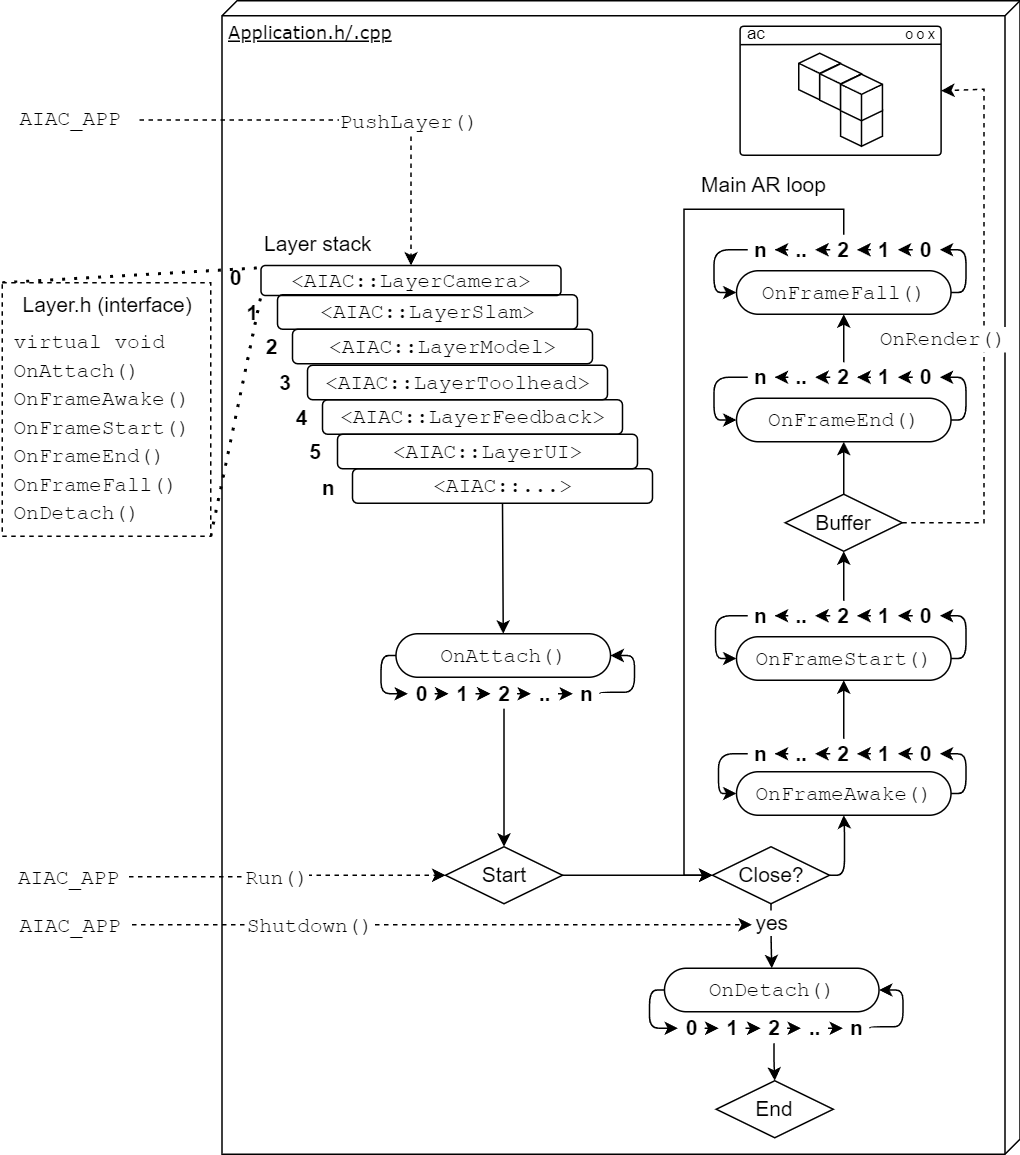 Application.h/.cpp
ac
o o x
AIAC_APP
PushLayer()
Main AR loop
Layer stack
0
<AIAC::LayerCamera>
1
<AIAC::LayerSlam>
2
<AIAC::LayerModel>
3
<AIAC::LayerToolhead>
4
<AIAC::LayerFeedback>
5
<AIAC::LayerUI>
n
<AIAC::...>
Layer.h (interface)
virtual void
OnAttach()
OnFrameAwake()
OnFrameStart()
OnFrameEnd()
OnFrameFall()
OnDetach()
n .. 2 1 0
OnFrameFall()
OnRender()
n .. 2 1 0
OnFrameEnd()
Buffer
n .. 2 1 0
OnFrameStart()
OnAttach()
0 1 2 .. n
n .. 2 1 0
OnFrameAwake()
AIAC_APP
Run()
Start
Close?
AIAC_APP
Shutdown()
yes
OnDetach()
0 1 2 .. n
End